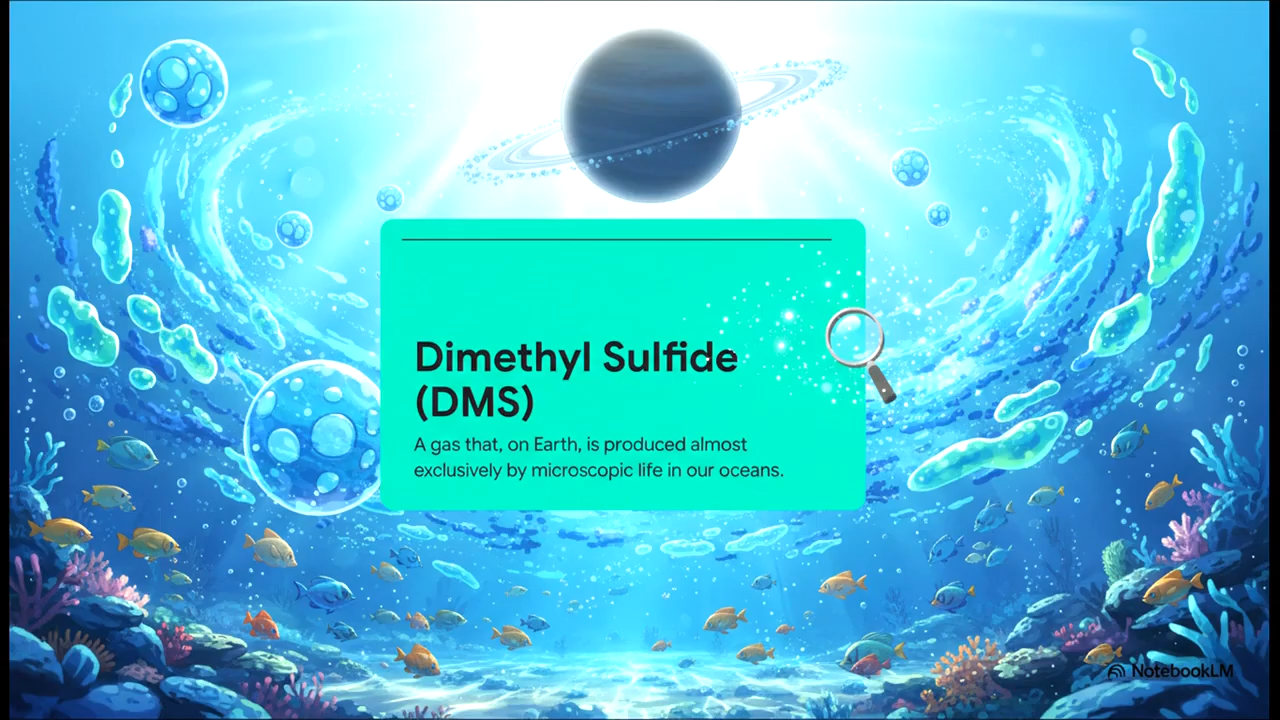 Dimethyl Sulfide
(DMS)
A gas that, on Earth, is produced almost
exclusively by microscopic life in our oceans.
NotebookLM